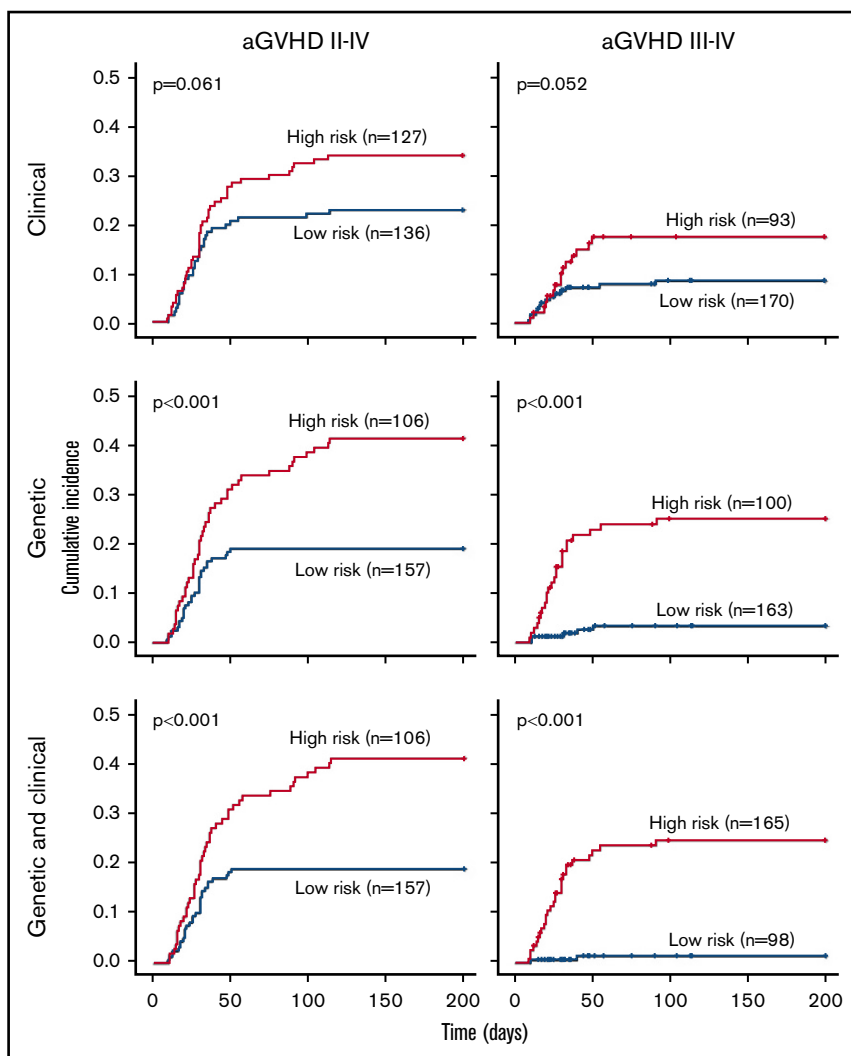 aGVHD II-IV
aGVHD III-IV
Clinical
0.5
0.4
0.3
0.2
0.1
0.0
p=0.061
High risk (n=127)
Low risk (n=136)
p=0.052
High risk (n=93)
Low risk (n=170)
Genetic
Cumulative incidence
0.5
0.4
0.3
0.2
0.1
0.0
p<0.001
High risk (n=106)
Low risk (n=157)
p<0.001
High risk (n=100)
Low risk (n=163)
Genetic and clinical
0.5
0.4
0.3
0.2
0.1
0.0
p<0.001
High risk (n=106)
Low risk (n=157)
p<0.001
High risk (n=165)
Low risk (n=98)
0 50 100 150 200
0 50 100 150 200
Time (days)